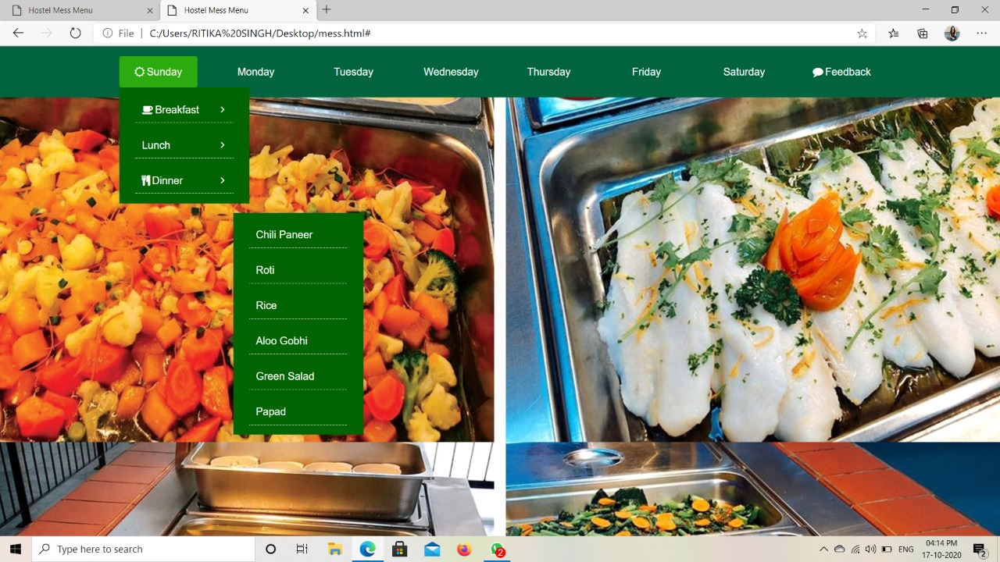 Hostel Mess Menu
Hostel Mess Menu
File | C:/Users/RITIKA%20SINGH/Desktop/mess.html#
Sunday Monday Tuesday Wednesday Thursday Friday Saturday Feedback
Breakfast
Lunch
Dinner
Chili Paneer
Roti
Rice
Aloo Gobhi
Green Salad
Papad
Type here to search
2
ENG
04:14 PM
17-10-2020
2